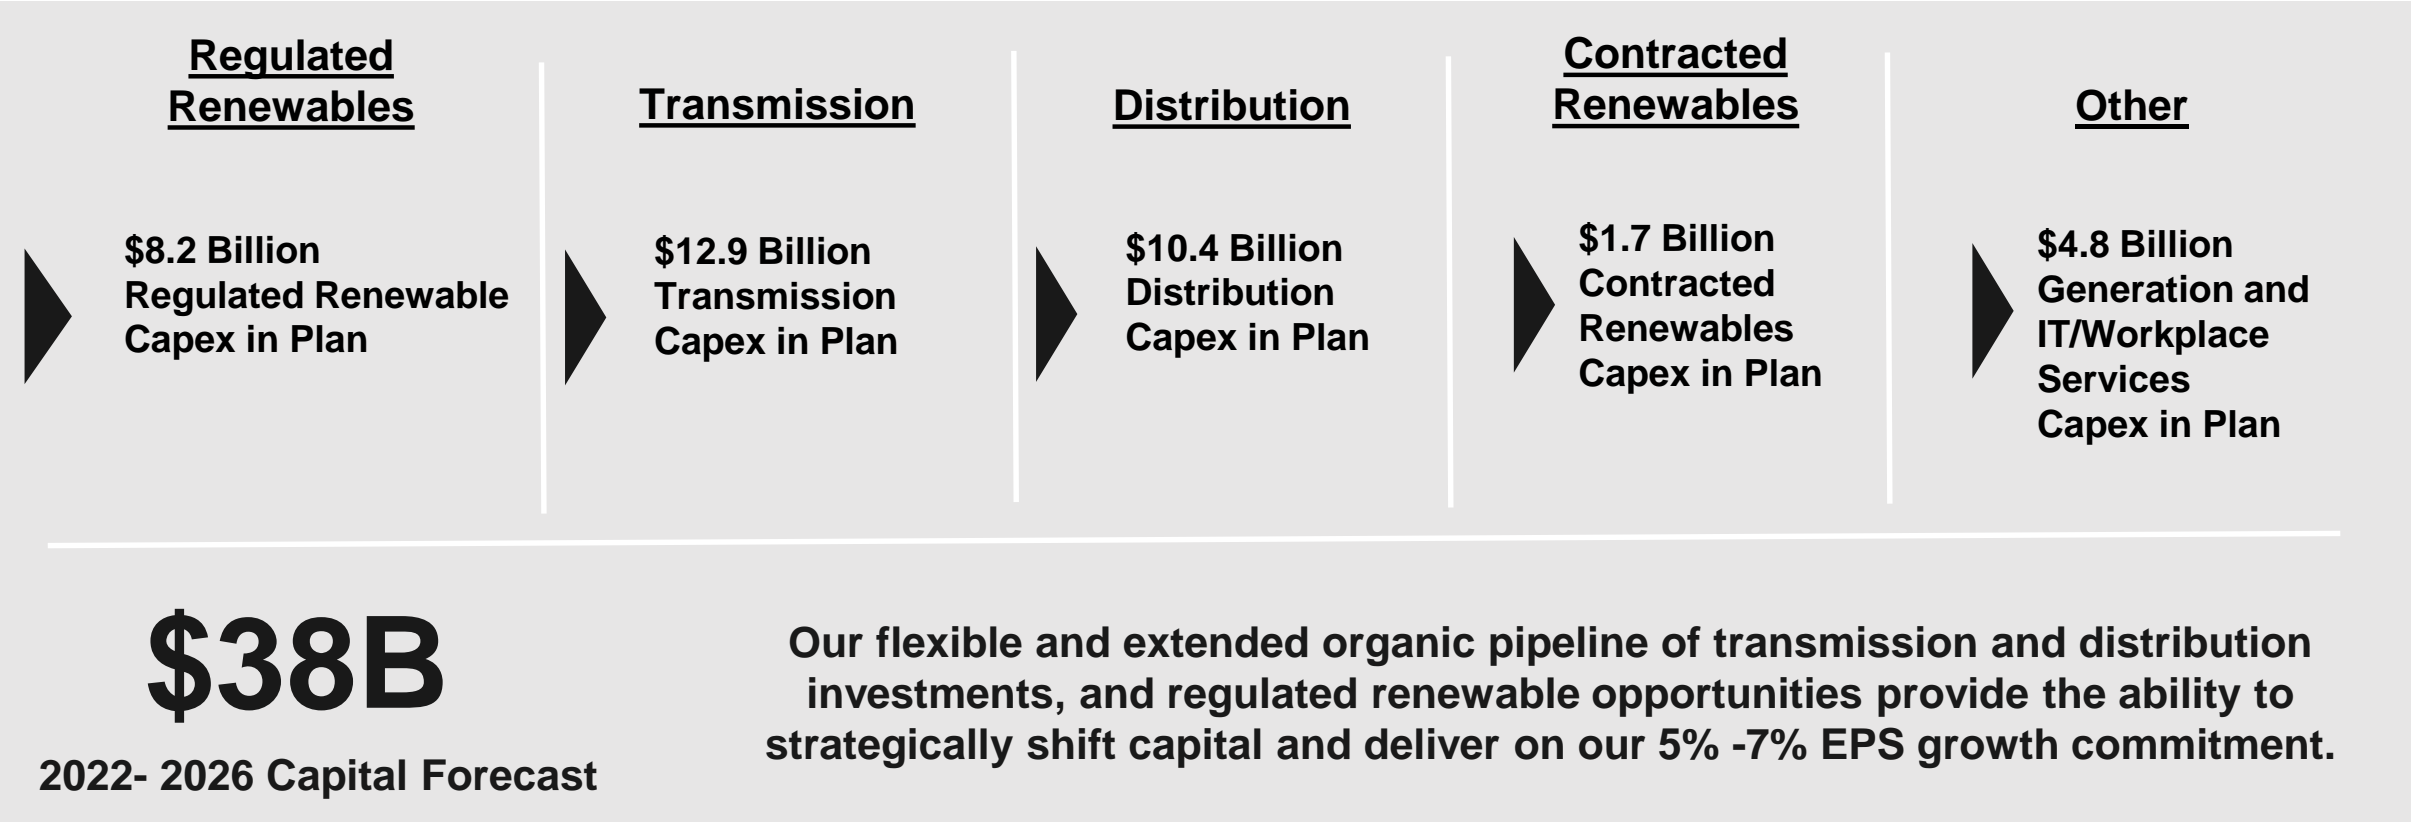 Regulated
Renewables
Transmission
Distribution
Contracted
Renewables
Other
$8.2 Billion
Regulated Renewable
Capex in Plan
$12.9 Billion
Transmission
Capex in Plan
$10.4 Billion
Distribution
Capex in Plan
$1.7 Billion
Contracted
Renewables
Capex in Plan
$4.8 Billion
Generation and
IT/Workplace
Services
Capex in Plan
$38B
2022- 2026 Capital Forecast
Our flexible and extended organic pipeline of transmission and distribution
investments, and regulated renewable opportunities provide the ability to
strategically shift capital and deliver on our 5% -7% EPS growth commitment.